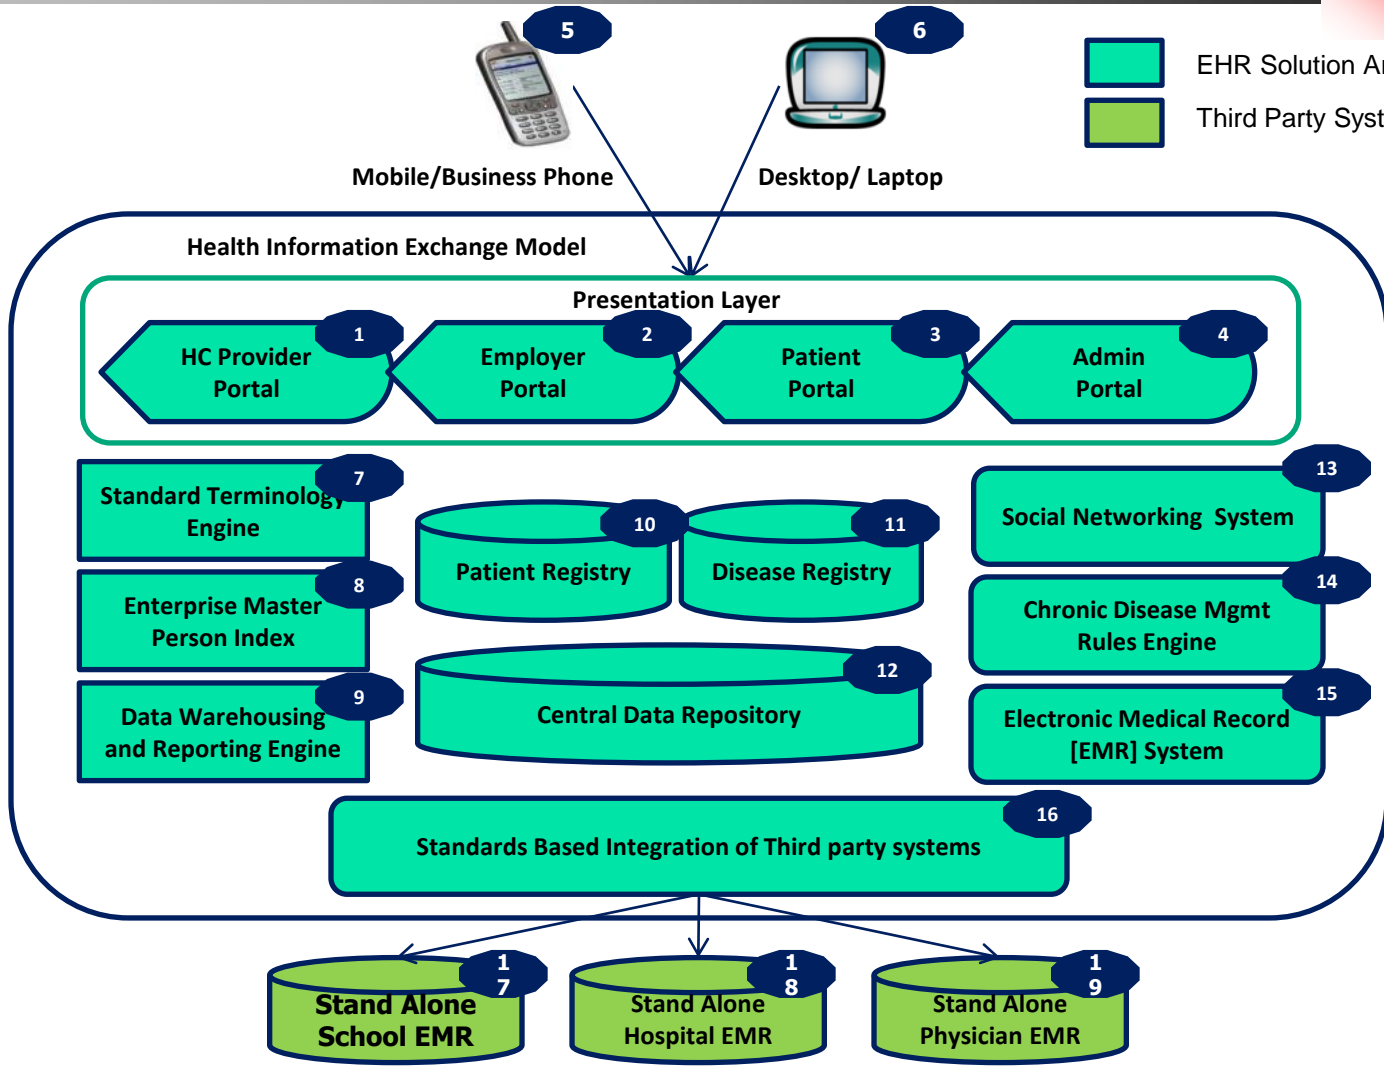 5
6
EHR Solution
Third Party
Mobile/Business Phone
Desktop/ Laptop
Health Information Exchange Model
Presentation Layer
1
HC Provider
Portal
2
Employer
Portal
3
Patient
Portal
4
Admin
Portal
7
Standard Terminology
Engine
8
Enterprise Master
Person Index
9
Data Warehousing
and Reporting Engine
10
Patient Registry
11
Disease Registry
12
Central Data Repository
13
Social Networking System
14
Chronic Disease Mgmt
Rules Engine
15
Electronic Medical Record
[EMR] System
16
Standards Based Integration of Third party systems
1
7
Stand Alone
School EMR
1
8
Stand Alone
Hospital EMR
1
9
Stand Alone
Physician EMR